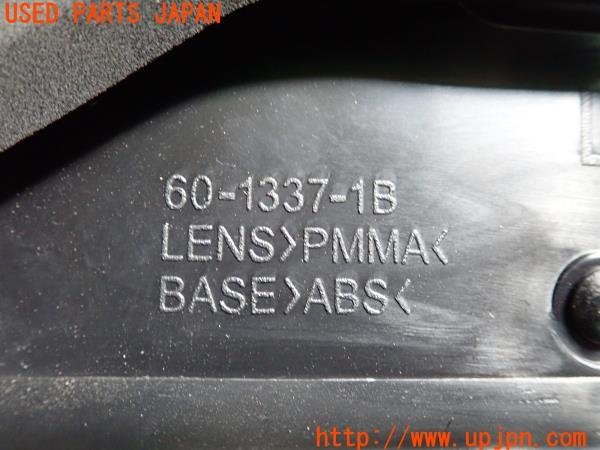 USED PARTS JAPAN
60-1337-1B
LENS>PMMA<
BASE>ABS<
http://www.upjpn.com/